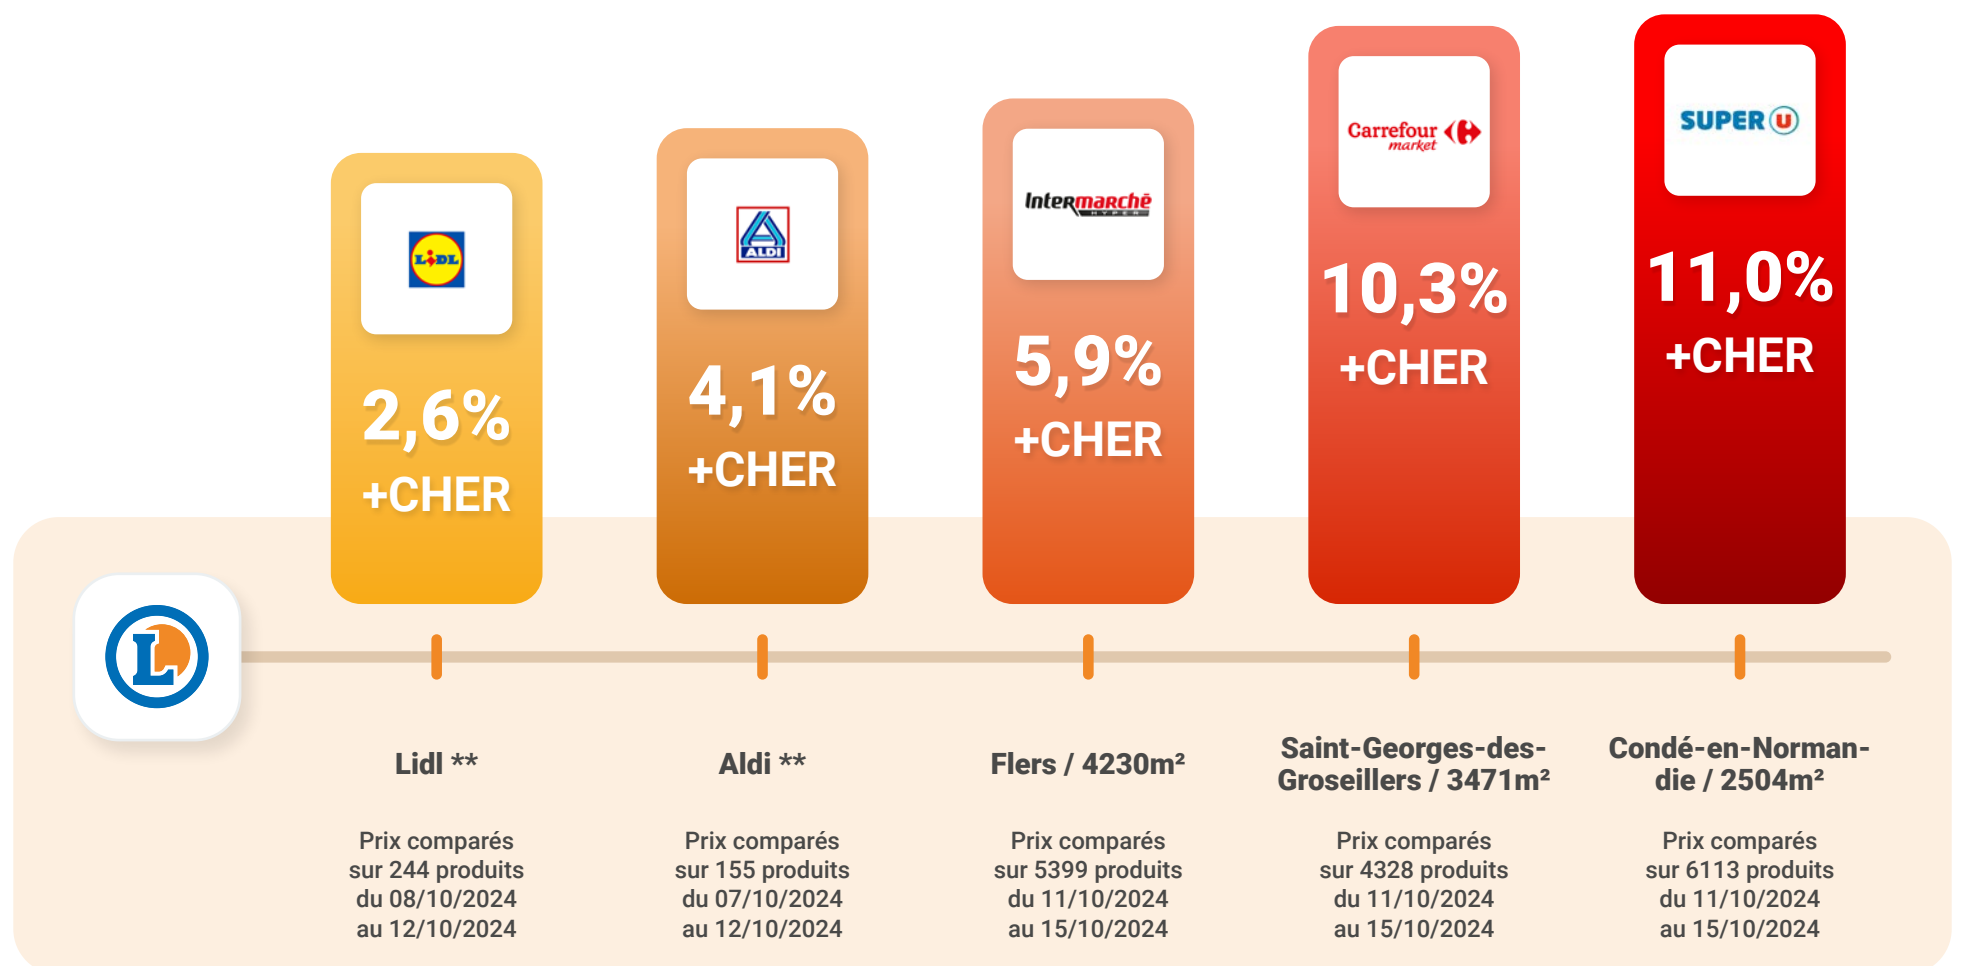 LiDL
2,6%
+CHER
ALDI
4,1%
+CHER
Intermarchē
HYPER
5,9%
+CHER
Carrefour
market
10,3%
+CHER
SUPER U
11,0%
+CHER
L
Lidl **
Prix comparés
sur 244 produits
du 08/10/2024
au 12/10/2024
Aldi **
Prix comparés
sur 155 produits
du 07/10/2024
au 12/10/2024
Flers / 4230m²
Prix comparés
sur 5399 produits
du 11/10/2024
au 15/10/2024
Saint-Georges-des-
Groseillers / 3471m²
Prix comparés
sur 4328 produits
du 11/10/2024
au 15/10/2024
Condé-en-Norman-
die / 2504m²
Prix comparés
sur 6113 produits
du 11/10/2024
au 15/10/2024